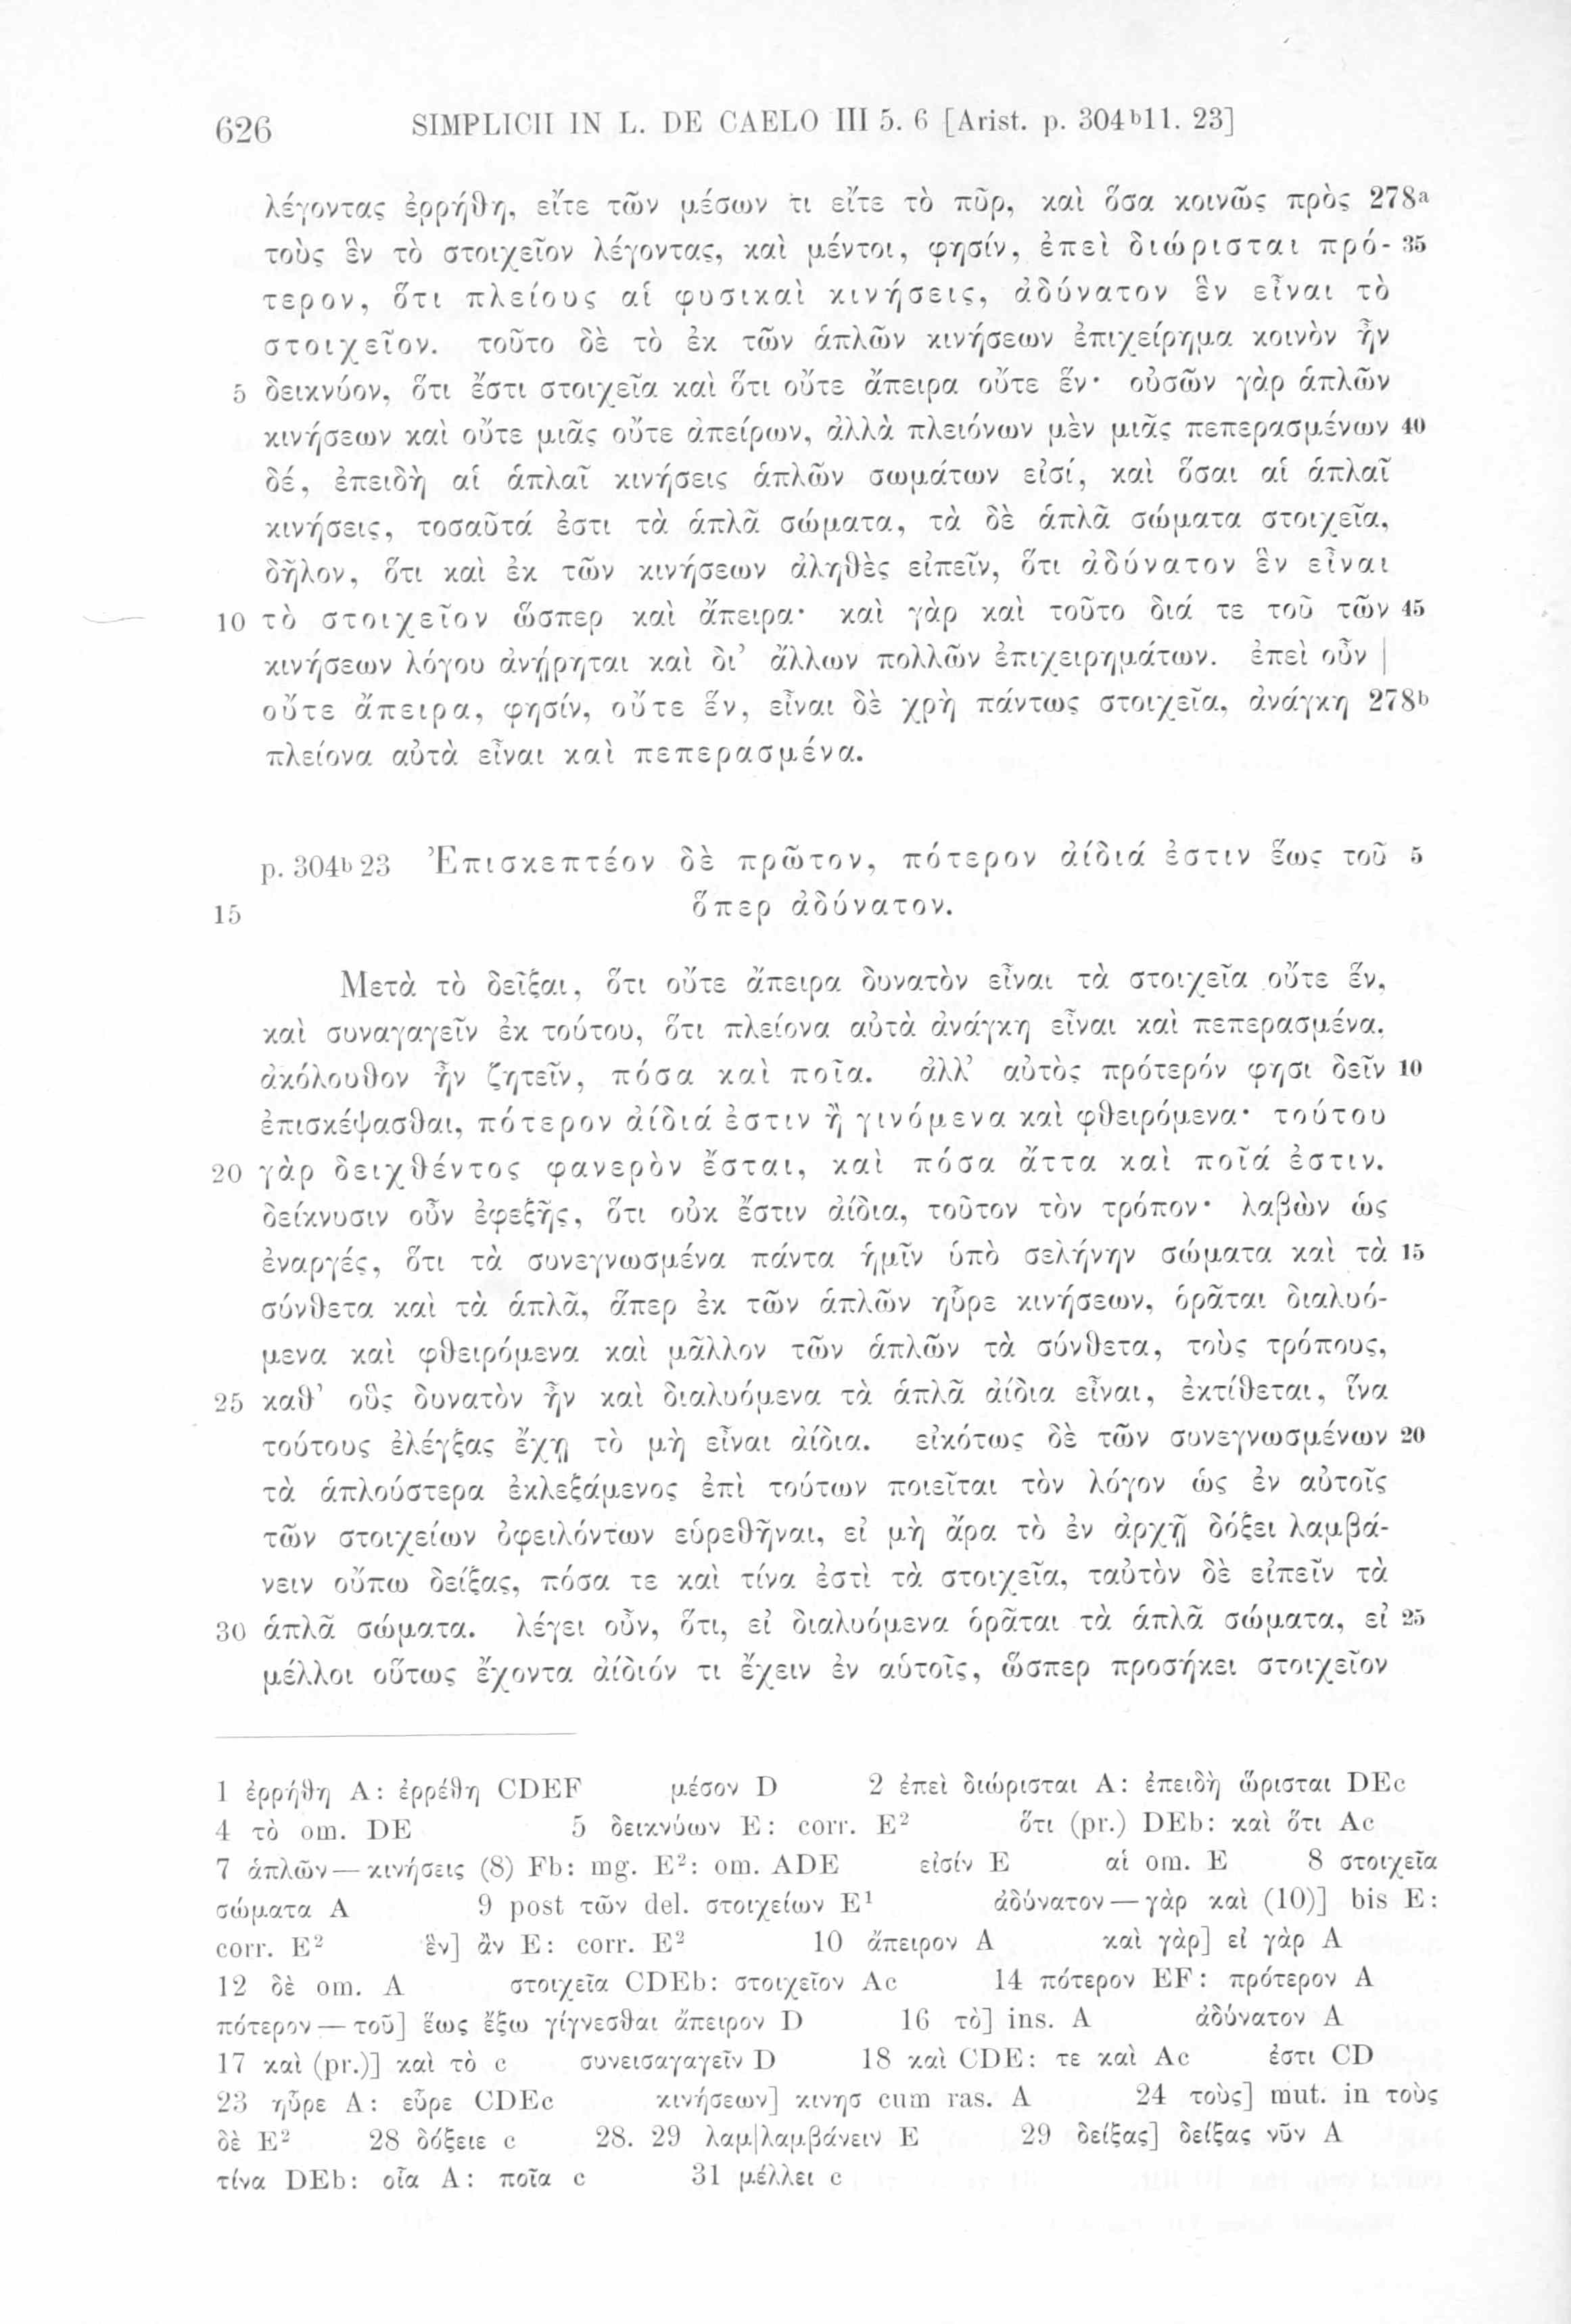 626 SIMPLICII IN L. DE CAELO III 5. 6 [Arist. p. 304b11. 23]
λέγοντας ἐρρήθη, εἴτε τῶν μέσων τι εἴτε τὸ πῦρ, καὶ ὅσα κοινῶς πρὸς 278a
τοὺς ἓν τὸ στοιχεῖον λέγοντας, καὶ μέντοι, φησίν, ἐπεὶ διώρισται πρό- 35
τερον, ὅτι πλείους αἱ φυσικαὶ κινήσεις, ἀδύνατον ἓν εἶναι τὸ
στοιχεῖον. τοῦτο δὲ τὸ ἐκ τῶν ἁπλῶν κινήσεων ἐπιχείρημα κοινὸν ἦν
5 δεικνύον, ὅτι ἔστι στοιχεῖα καὶ ὅτι οὔτε ἄπειρα οὔτε ἕν· οὐσῶν γὰρ ἁπλῶν
κινήσεων καὶ οὔτε μιᾶς οὔτε ἀπείρων, ἀλλὰ πλειόνων μὲν μιᾶς πεπερασμένων 40
δέ, ἐπειδὴ αἱ ἁπλαῖ κινήσεις ἁπλῶν σωμάτων εἰσί, καὶ ὅσαι αἱ ἁπλαῖ
κινήσεις, τοσαῦτά ἐστι τὰ ἁπλᾶ σώματα, τὰ δὲ ἁπλᾶ σώματα στοιχεῖα,
δῆλον, ὅτι καὶ ἐκ τῶν κινήσεων ἀληθὲς εἰπεῖν, ὅτι ἀδύνατον ἓν εἶναι
10 τὸ στοιχεῖον ὥσπερ καὶ ἄπειρα· καὶ γὰρ καὶ τοῦτο διά τε τοῦ τῶν 45
κινήσεων λόγου ἀνῄρηται καὶ δι’ ἄλλων πολλῶν ἐπιχειρημάτων. ἐπεὶ οὖν |
οὔτε ἄπειρα, φησίν, οὔτε ἕν, εἶναι δὲ χρὴ πάντως στοιχεῖα, ἀνάγκη 278b
πλείονα αὐτὰ εἶναι καὶ πεπερασμένα.
p. 304b23 Ἐπισκεπτέον δὲ πρῶτον, πότερον ἀίδιά ἐστιν ἕως τοῦ 5
15 ὅπερ ἀδύνατον.
Μετὰ τὸ δεῖξαι, ὅτι οὔτε ἄπειρα δυνατὸν εἶναι τὰ στοιχεῖα οὔτε ἕν,
καὶ συναγαγεῖν ἐκ τούτου, ὅτι πλείονα αὐτὰ ἀνάγκη εἶναι καὶ πεπερασμένα,
ἀκόλουθον ἦν ζητεῖν, πόσα καὶ ποῖα. ἀλλ’ αὐτὸς πρότερόν φησι δεῖν 10
ἐπισκέψασθαι, πότερον ἀίδιά ἐστιν ἢ γινόμενα καὶ φθειρόμενα· τούτου
20 γὰρ δειχθέντος φανερὸν ἔσται, καὶ πόσα ἄττα καὶ ποῖά ἐστιν.
δείκνυσιν οὖν ἐφεξῆς, ὅτι οὐκ ἔστιν ἀίδια, τοῦτον τὸν τρόπον· λαβὼν ὡς
ἐναργές, ὅτι τὰ συνεγνωσμένα πάντα ἡμῖν ὑπὸ σελήνην σώματα καὶ τὰ 15
σύνθετα καὶ τὰ ἁπλᾶ, ἅπερ ἐκ τῶν ἁπλῶν ηὗρε κινήσεων, ὁρᾶται διαλυό-
μενα καὶ φθειρόμενα καὶ μᾶλλον τῶν ἁπλῶν τὰ σύνθετα, τοὺς τρόπους,
25 καθ’ οὓς δυνατὸν ἦν καὶ διαλυόμενα τὰ ἁπλᾶ ἀίδια εἶναι, ἐκτίθεται, ἵνα
τούτους ἐλέγξας ἔχῃ τὸ μὴ εἶναι ἀίδια. εἰκότως δὲ τῶν συνεγνωσμένων 20
τὰ ἁπλούστερα ἐκλεξάμενος ἐπὶ τούτων ποιεῖται τὸν λόγον ὡς ἐν αὐτοῖς
τῶν στοιχείων ὀφειλόντων εὑρεθῆναι, εἰ μὴ ἄρα τὸ ἐν ἀρχῇ δόξει λαμβά-
νειν οὔπω δείξας, πόσα τε καὶ τίνα ἐστὶ τὰ στοιχεῖα, ταὐτὸν δὲ εἰπεῖν τὰ
30 ἁπλᾶ σώματα. λέγει οὖν, ὅτι, εἰ διαλυόμενα ὁρᾶται τὰ ἁπλᾶ σώματα, εἰ 25
μέλλοι οὕτως ἔχοντα ἀίδιόν τι ἔχειν ἐν αὑτοῖς, ὥσπερ προσήκει στοιχεῖον
1 ἐρρήθη A: ἐρρέθη CDEF μέσον D 2 ἐπεὶ διώρισται A: ἐπειδὴ ὥρισται DEc
4 τὸ om. DE 5 δεικνύων E: corr. E² ὅτι (pr.) DEb: καὶ ὅτι Ac
7 ἁπλῶν — κινήσεις (8) Fb: mg. E²: om. ADE εἰσίν E αἱ om. E 8 στοιχεῖα
σώματα A 9 post τῶν del. στοιχείων E¹ ἀδύνατον — γὰρ καὶ (10)] bis E:
corr. E² ἓν] ἂν E: corr. E² 10 ἄπειρον A καὶ γὰρ] εἰ γὰρ A
12 δὲ om. A στοιχεῖα CDEb: στοιχεῖον Ac 14 πότερον EF: πρότερον A
πότερον — τοῦ] ἕως ἔξω γίγνεσθαι ἄπειρον D 16 τὸ] ins. A ἀδύνατον A
17 καὶ (pr.)] καὶ τὸ c συνεισαγαγεῖν D 18 καὶ CDE: τε καὶ Ac ἐστι CD
23 ηὗρε A: εὗρε CDEc κινήσεων] κινησ cum ras. A 24 τοὺς] mut. in τοὺς
δὲ E² 28 δόξειε c 28. 29 λαμ|λαμβάνειν E 29 δείξας] δείξας νῦν A
τίνα DEb: οἷα A: ποῖα c 31 μέλλει c